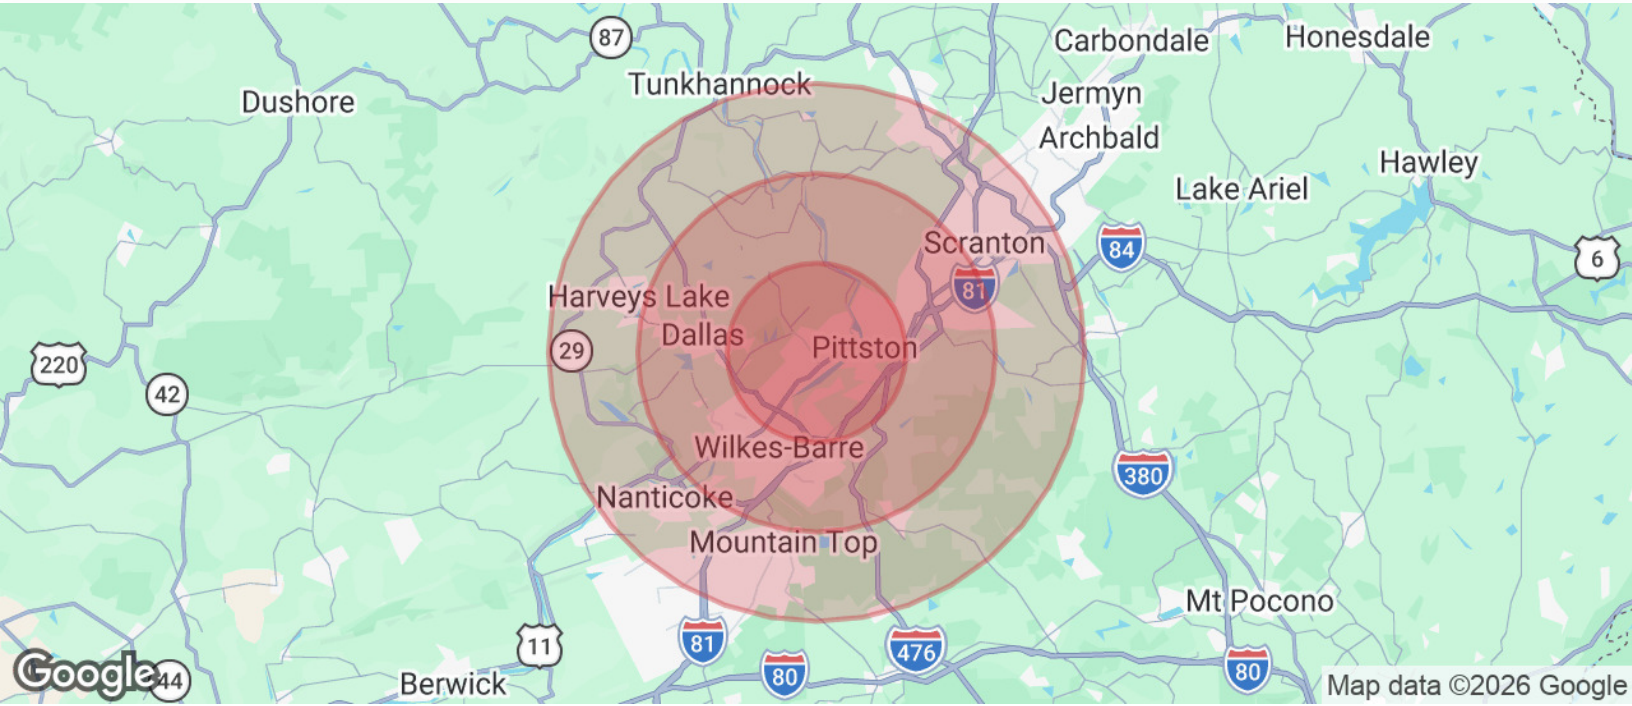 87
Carbondale
Honesdale
Tunkhannock
Jermyn
Dushore
Archbald
Hawley
Lake Ariel
Scranton
84
6
81
Harveys Lake
Dallas
Pittston
29
220
42
Wilkes-Barre
380
Nanticoke
Mountain Top
Mt Pocono
11
81
476
80
80
Google
44
Berwick
Map data ©2026 Google